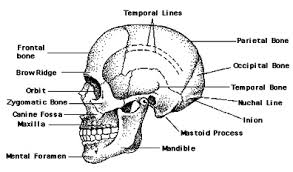 Temporal Lines
Parietal Bone
Frontal
bone
Occipital Bone
Brow Ridge
Orbit
Temporal Bone
Zygomatic Bone
Nuchal Line
Canine Fossa
Inion
Maxilla
Mastoid Process
Mandible
Mental Foramen